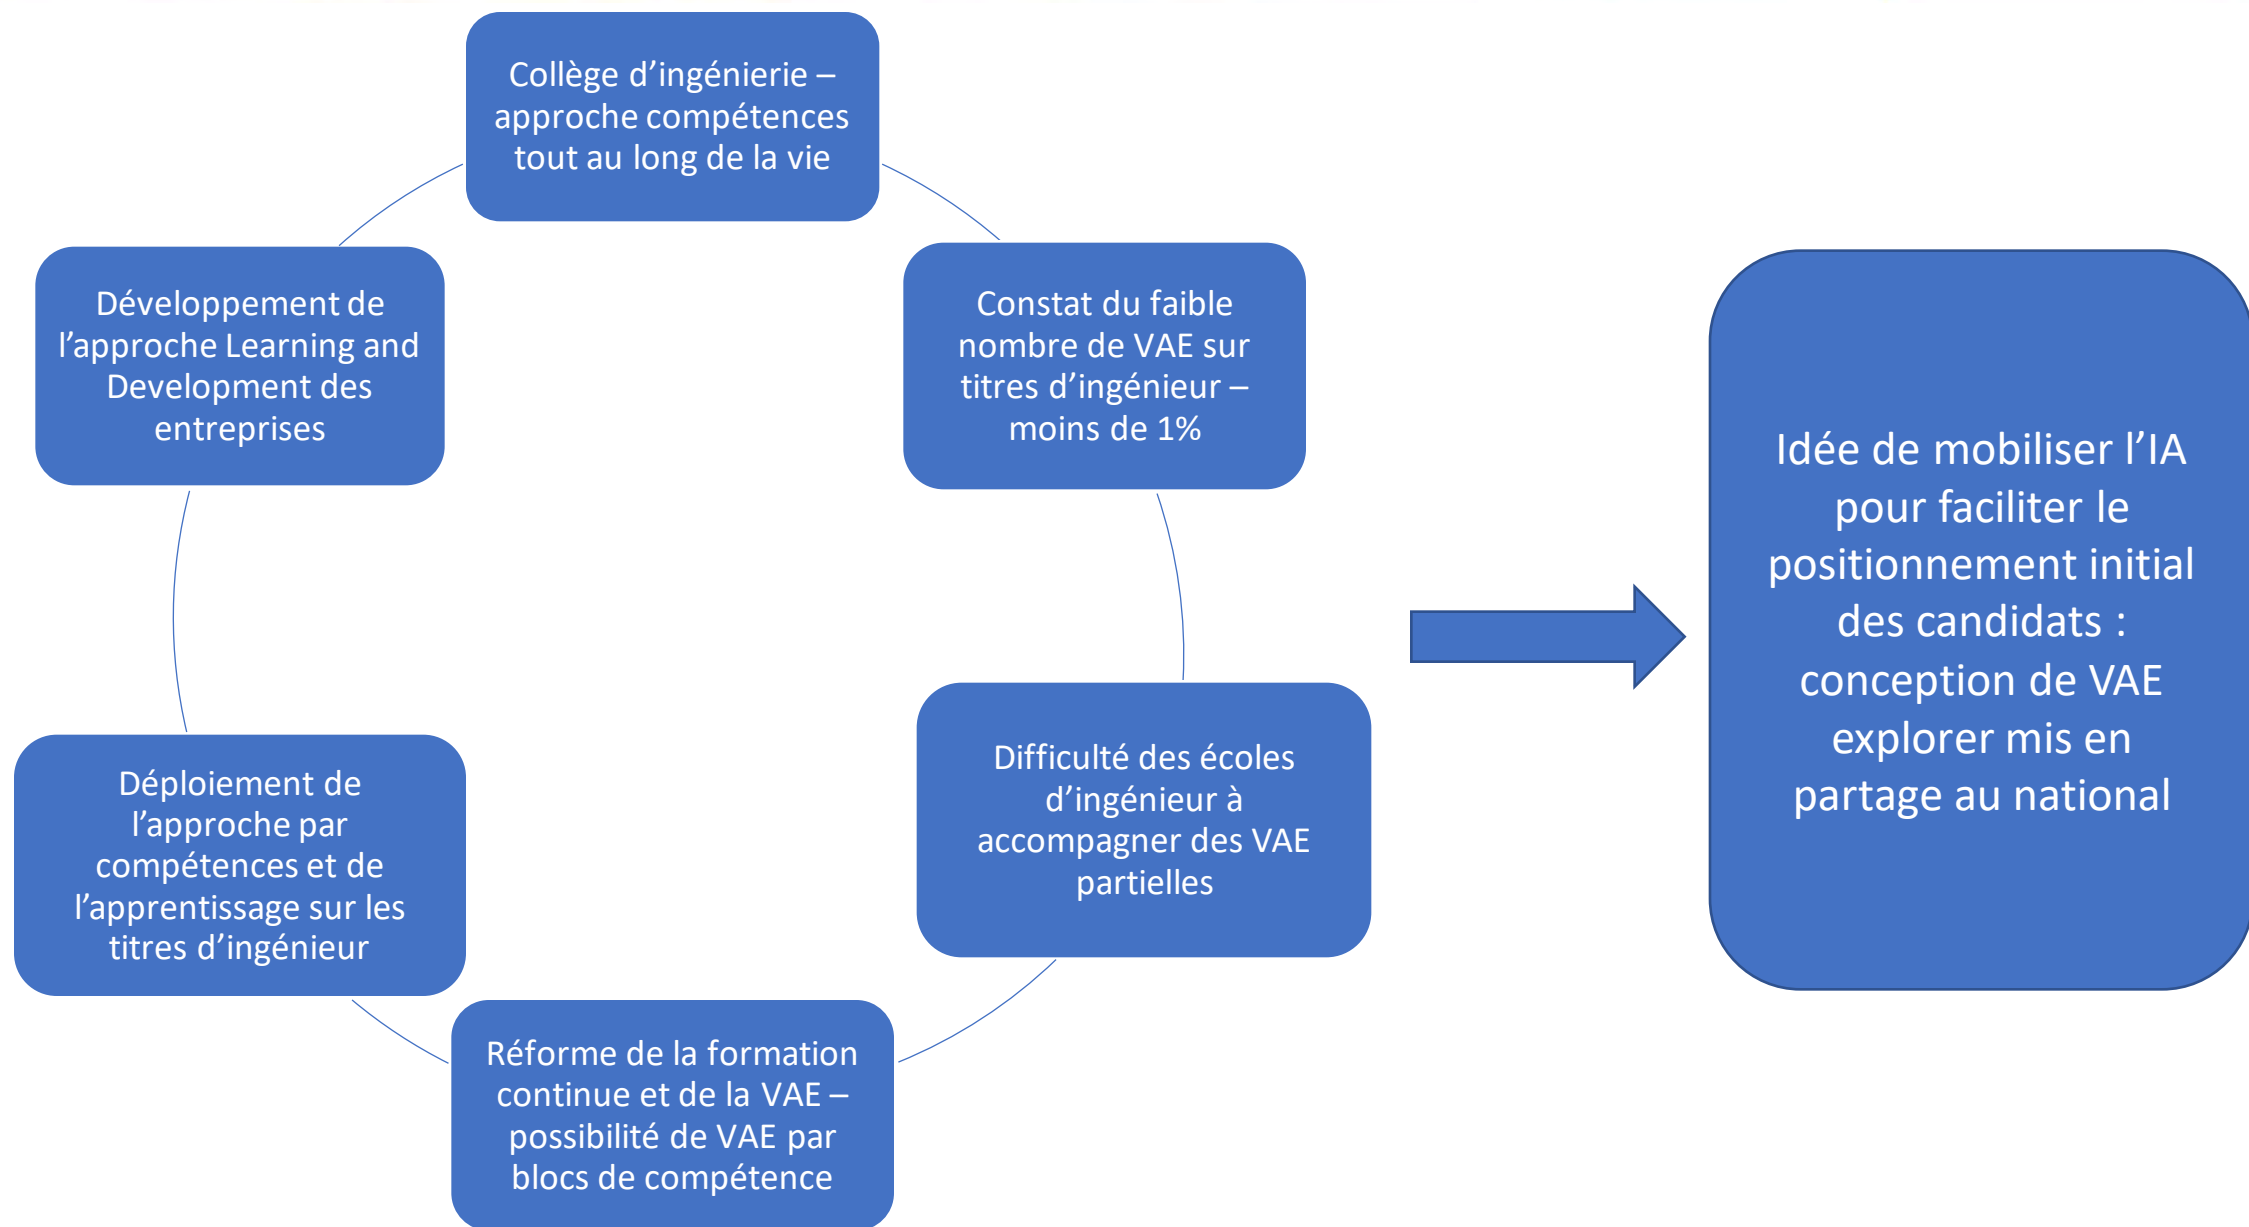 Collège d’ingénierie –
approche compétences
tout au long de la vie
Constat du faible
nombre de VAE sur
titres d’ingénieur –
moins de 1%
Difficulté des écoles
d’ingénieur à
accompagner des VAE
partielles
Réforme de la formation
continue et de la VAE –
possibilité de VAE par
blocs de compétence
Déploiement de
l’approche par
compétences et de
l’apprentissage sur les
titres d’ingénieur
Développement de
l’approche Learning and
Development des
entreprises
Idée de mobiliser l’IA
pour faciliter le
positionnement initial
des candidats :
conception de VAE
explorer mis en
partage au national